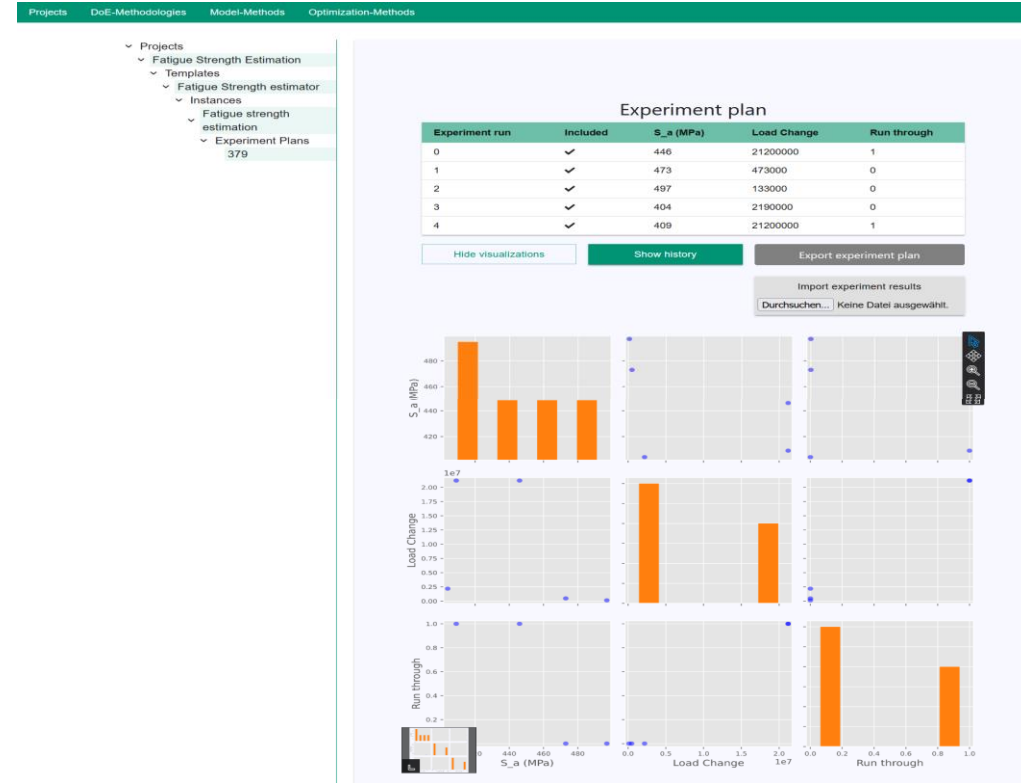 Projects DoE-Methodologies Model-Methods Optimization-Methods
Projects
Fatigue Strength Estimation
Templates
Fatigue Strength estimator
Instances
Fatigue strength
estimation
Experiment Plans
379
Experiment plan
Experiment run Included S_a (MPa) Load Change Run through
0 446 21200000 1
1 473 473000 0
2 497 133000 0
3 404 2190000 0
4 409 21200000 1
Hide visualizations Show history Export experiment plan
Import experiment results
Durchsuchen... Keine Datei ausgewählt.
S_a (MPa)
480
460
440
420
1e7
Load Change
2.00
1.75
1.50
1.25
1.00
0.75
0.50
0.25
0.00
Run through
1.0
0.8
0.6
0.4
0.2
0 440 460 480 0.0 0.5 1.0 1.5 2.0 0.0 0.2 0.4 0.6 0.8 1.0
S_a (MPa) Load Change 1e7 Run through